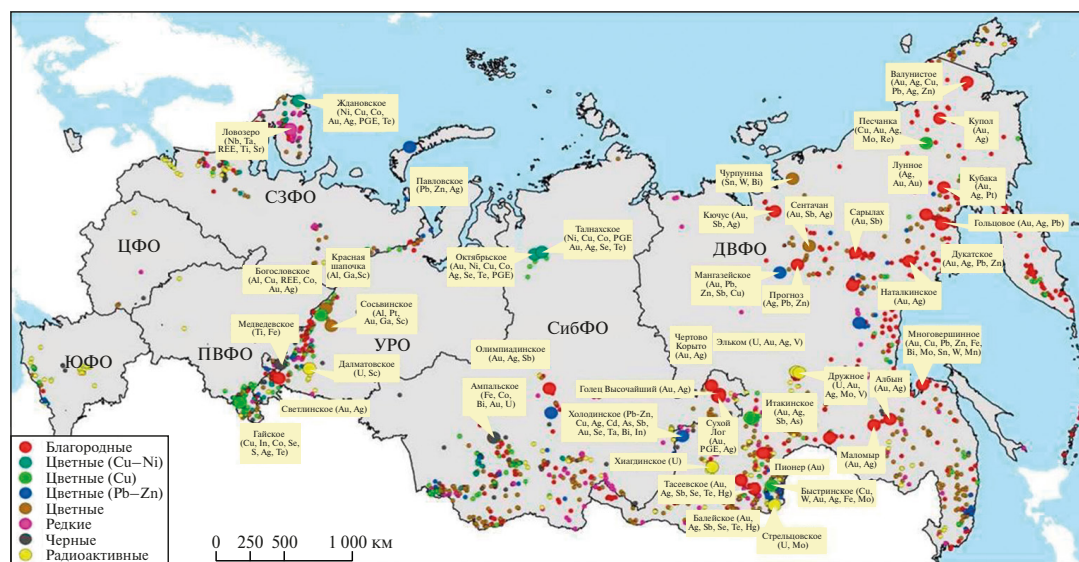 Валунистое
(Au, Ag, Cu,
Pb, Ag, Zn)
Ждановское
(Ni, Cu, Co,
Au, Ag, PGE, Te)
Песчанка
(Cu, Au, Ag,
Mo, Re)
Купол
(Au,
Ag)
Ловозеро
(Nb, Ta,
REE, Ti, Sr)
Лунное
(Ag,
Au, Au)
Чурпунньа
(Sn, W, Bi)
Павловское
(Pb, Zn, Ag)
Кубака
(Au,
Ag, Pt)
СЗФО
Сентачан
(Au, Sb, Ag)
Сарылах
(Au, Sb)
Кючус (Au,
Sb, Ag)
Гольцовое (Au, Ag, Pb)
Талнахское
(Ni, Cu, Co, PGE
Au, Ag, Se, Te)
ЦФО
ДВФО
Красная
шапочка
(Al, Ga,Sc)
Октябрьское
(Au, Ni, Cu, Co,
Ag, Se, Te, PGE)
Дукатское
(Au, Ag, Pb, Zn)
Богословское
(Al, Cu, REE, Co,
Au, Ag)
Мангазейское
(Au, Pb,
Zn, Sb, Cu)
Прогноз
(Ag, Pb, Zn)
Наталкинское
(Au, Ag)
Сосьвинское
(Al, Pt,
Au, Ga, Sc)
Медведевское
(Ti, Fe)
СибФО
Чертово
Корыто
(Au, Ag)
Эльком (U, Au, Ag, V)
Многовершинное
(Au, Cu, Pb, Zn, Fe,
Bi, Mo, Sn, W, Mn)
ЮФО
ПВФО
УРО
Олимпиадинское
(Au, Ag, Sb)
Далматовское
(U, Sc)
Ампальское
(Fe, Co,
Bi, Au, U)
Голец Высочайший (Au, Ag)
Дружное
(U, Au,
Ag, Mo, V)
Албын
(Au, Ag)
Итакинское
(Au, Ag,
Sb, As)
Светлинское (Au, Ag)
Холодинское (Pb-Zn,
Cu, Ag, Cd, As, Sb,
Au, Se, Ta, Bi, In)
Сухой
Лог
(Au,
PGE, Ag)
Гайское
(Cu, In, Co, Se,
S, Ag, Te)
Маломыр
(Au, Ag)
Хиагдинское (U)
Пионер (Au)
Тасеевское (Au,
Ag, Sb, Se, Te, Hg)
Быстринское (Cu,
W, Au, Ag, Fe, Mo)
Балейское (Au,
Ag, Sb, Se, Te, Hg)
Стрельцовское
(U, Mo)
Благородные
Цветные (Cu–Ni)
Цветные (Cu)
Цветные (Pb–Zn)
Цветные
Редкие
Черные
Радиоактивные
0 250 500 1 000 км